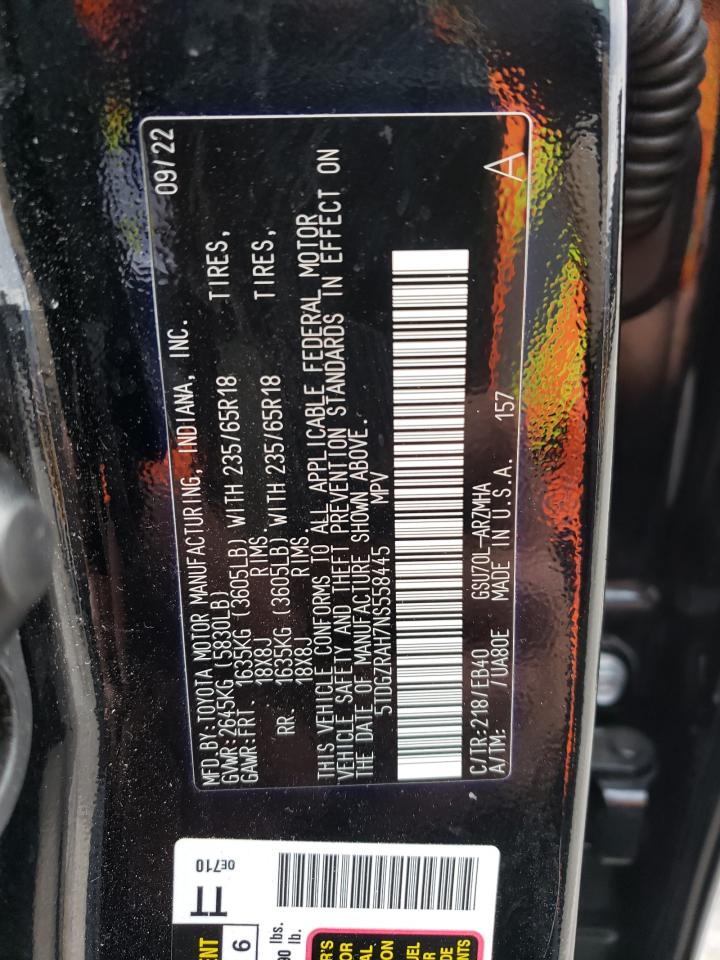 MFD.BY:TOYOTA MOTOR MANUFACTURING, INDIANA, INC. 09/22
GVWR:2645KG (5830LB)
GAWR:FRT. 1635KG (3605LB) WITH 235/65R18 TIRES,
18X8J RIMS.
RR. 1635KG (3605LB) WITH 235/65R18 TIRES,
18X8J RIMS.
THIS VEHICLE CONFORMS TO ALL APPLICABLE FEDERAL MOTOR
VEHICLE SAFETY AND THEFT PREVENTION STANDARDS IN EFFECT ON
THE DATE OF MANUFACTURE SHOWN ABOVE.
5TDGZRAH7NS558445 MPV
C/TR:218/EB40 GSU70L-ARZMHA
A/TM: /UA80E MADE IN U.S.A. 157 A
0E710
6
lbs.
lb.